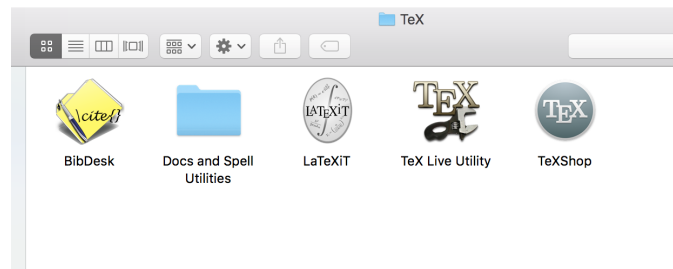 TeX
\cite{}
LATEXiT
TEX
TEX
BibDesk
Docs and Spell Utilities
LaTeXiT
TeX Live Utility
TeXShop